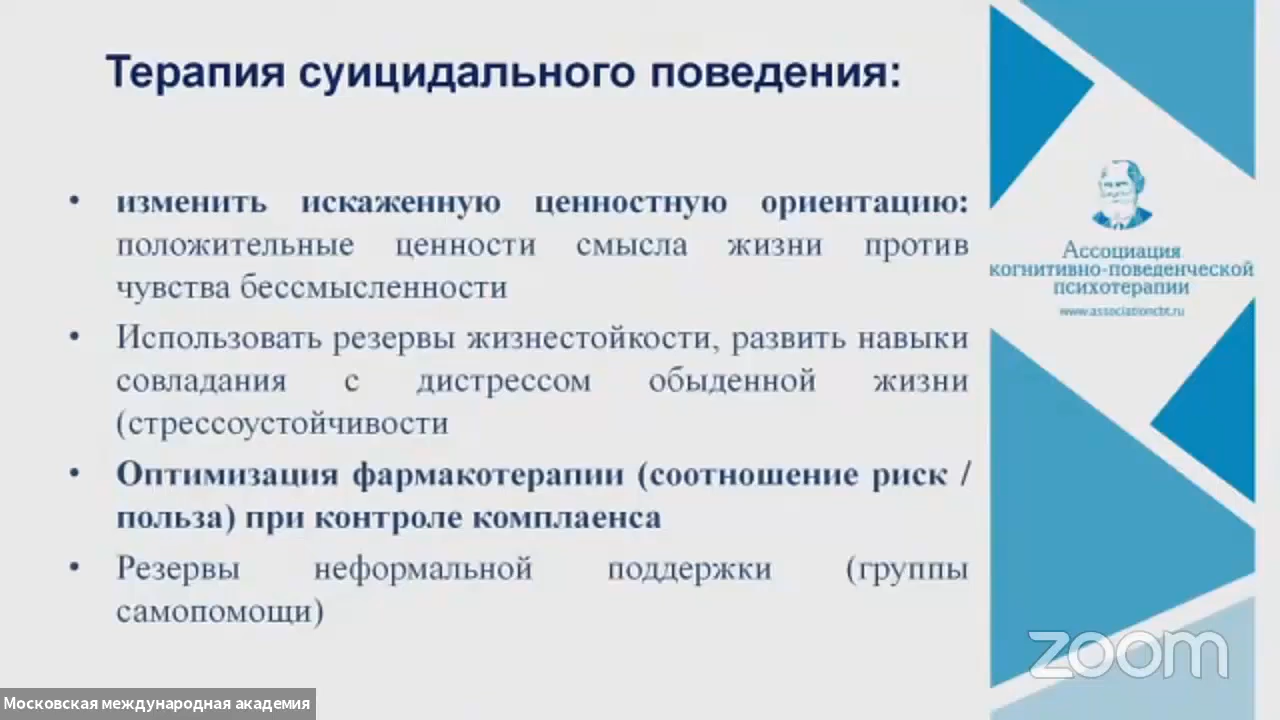 Терапия суицидального поведения:
• изменить искаженную ценностную ориентацию:
положительные ценности смысла жизни против
чувства бессмысленности
• Использовать резервы жизнестойкости, развить навыки
совладания с дистрессом обыденной жизни
(стрессоустойчивости
• Оптимизация фармакотерапии (соотношение риск /
польза) при контроле комплаенса
• Резервы неформальной поддержки (группы
самопомощи)
Ассоциация
когнитивно-поведенческой
психотерапии
www.associationcbt.ru
zoom
Московская международная академия